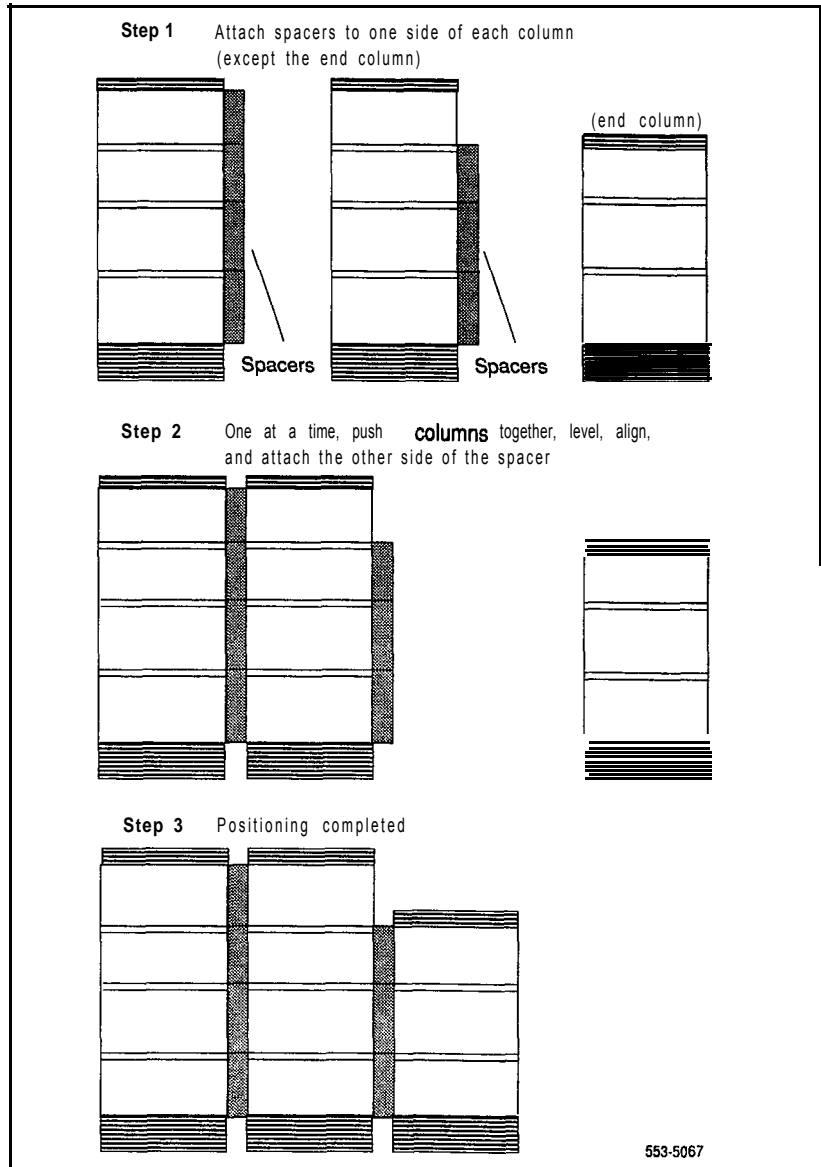 Step 1 Attach spacers to one side of each column
(except the end column)
(end column)
Spacers Spacers
Step 2 One at a time, push columns together, level, align,
and attach the other side of the spacer
Step 3 Positioning completed
553-5067